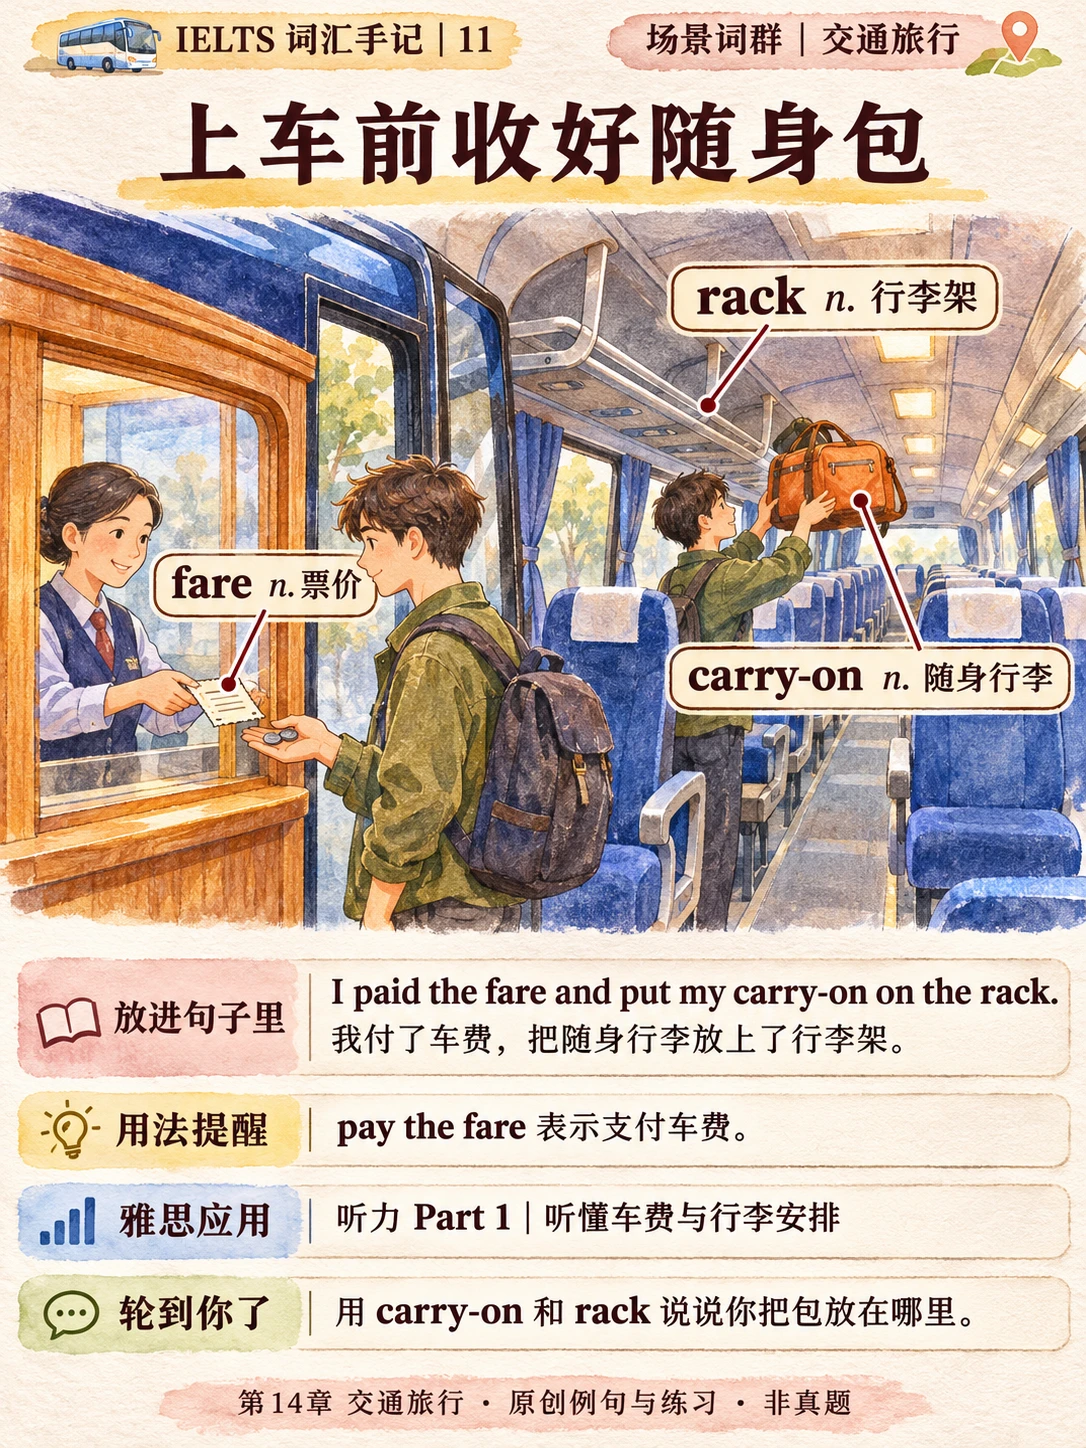 IELTS 词汇手记｜11
场景词群｜交通旅行
上车前收好随身包
rack n. 行李架
fare n. 票价
carry-on n. 随身行李
放进句子里
I paid the fare and put my carry-on on the rack.
我付了车费，把随身行李放上了行李架。
用法提醒
pay the fare 表示支付车费。
雅思应用
听力 Part 1｜听懂车费与行李安排
轮到你了
用 carry-on 和 rack 说说你把包放在哪里。
第14章 交通旅行 · 原创例句与练习 · 非真题